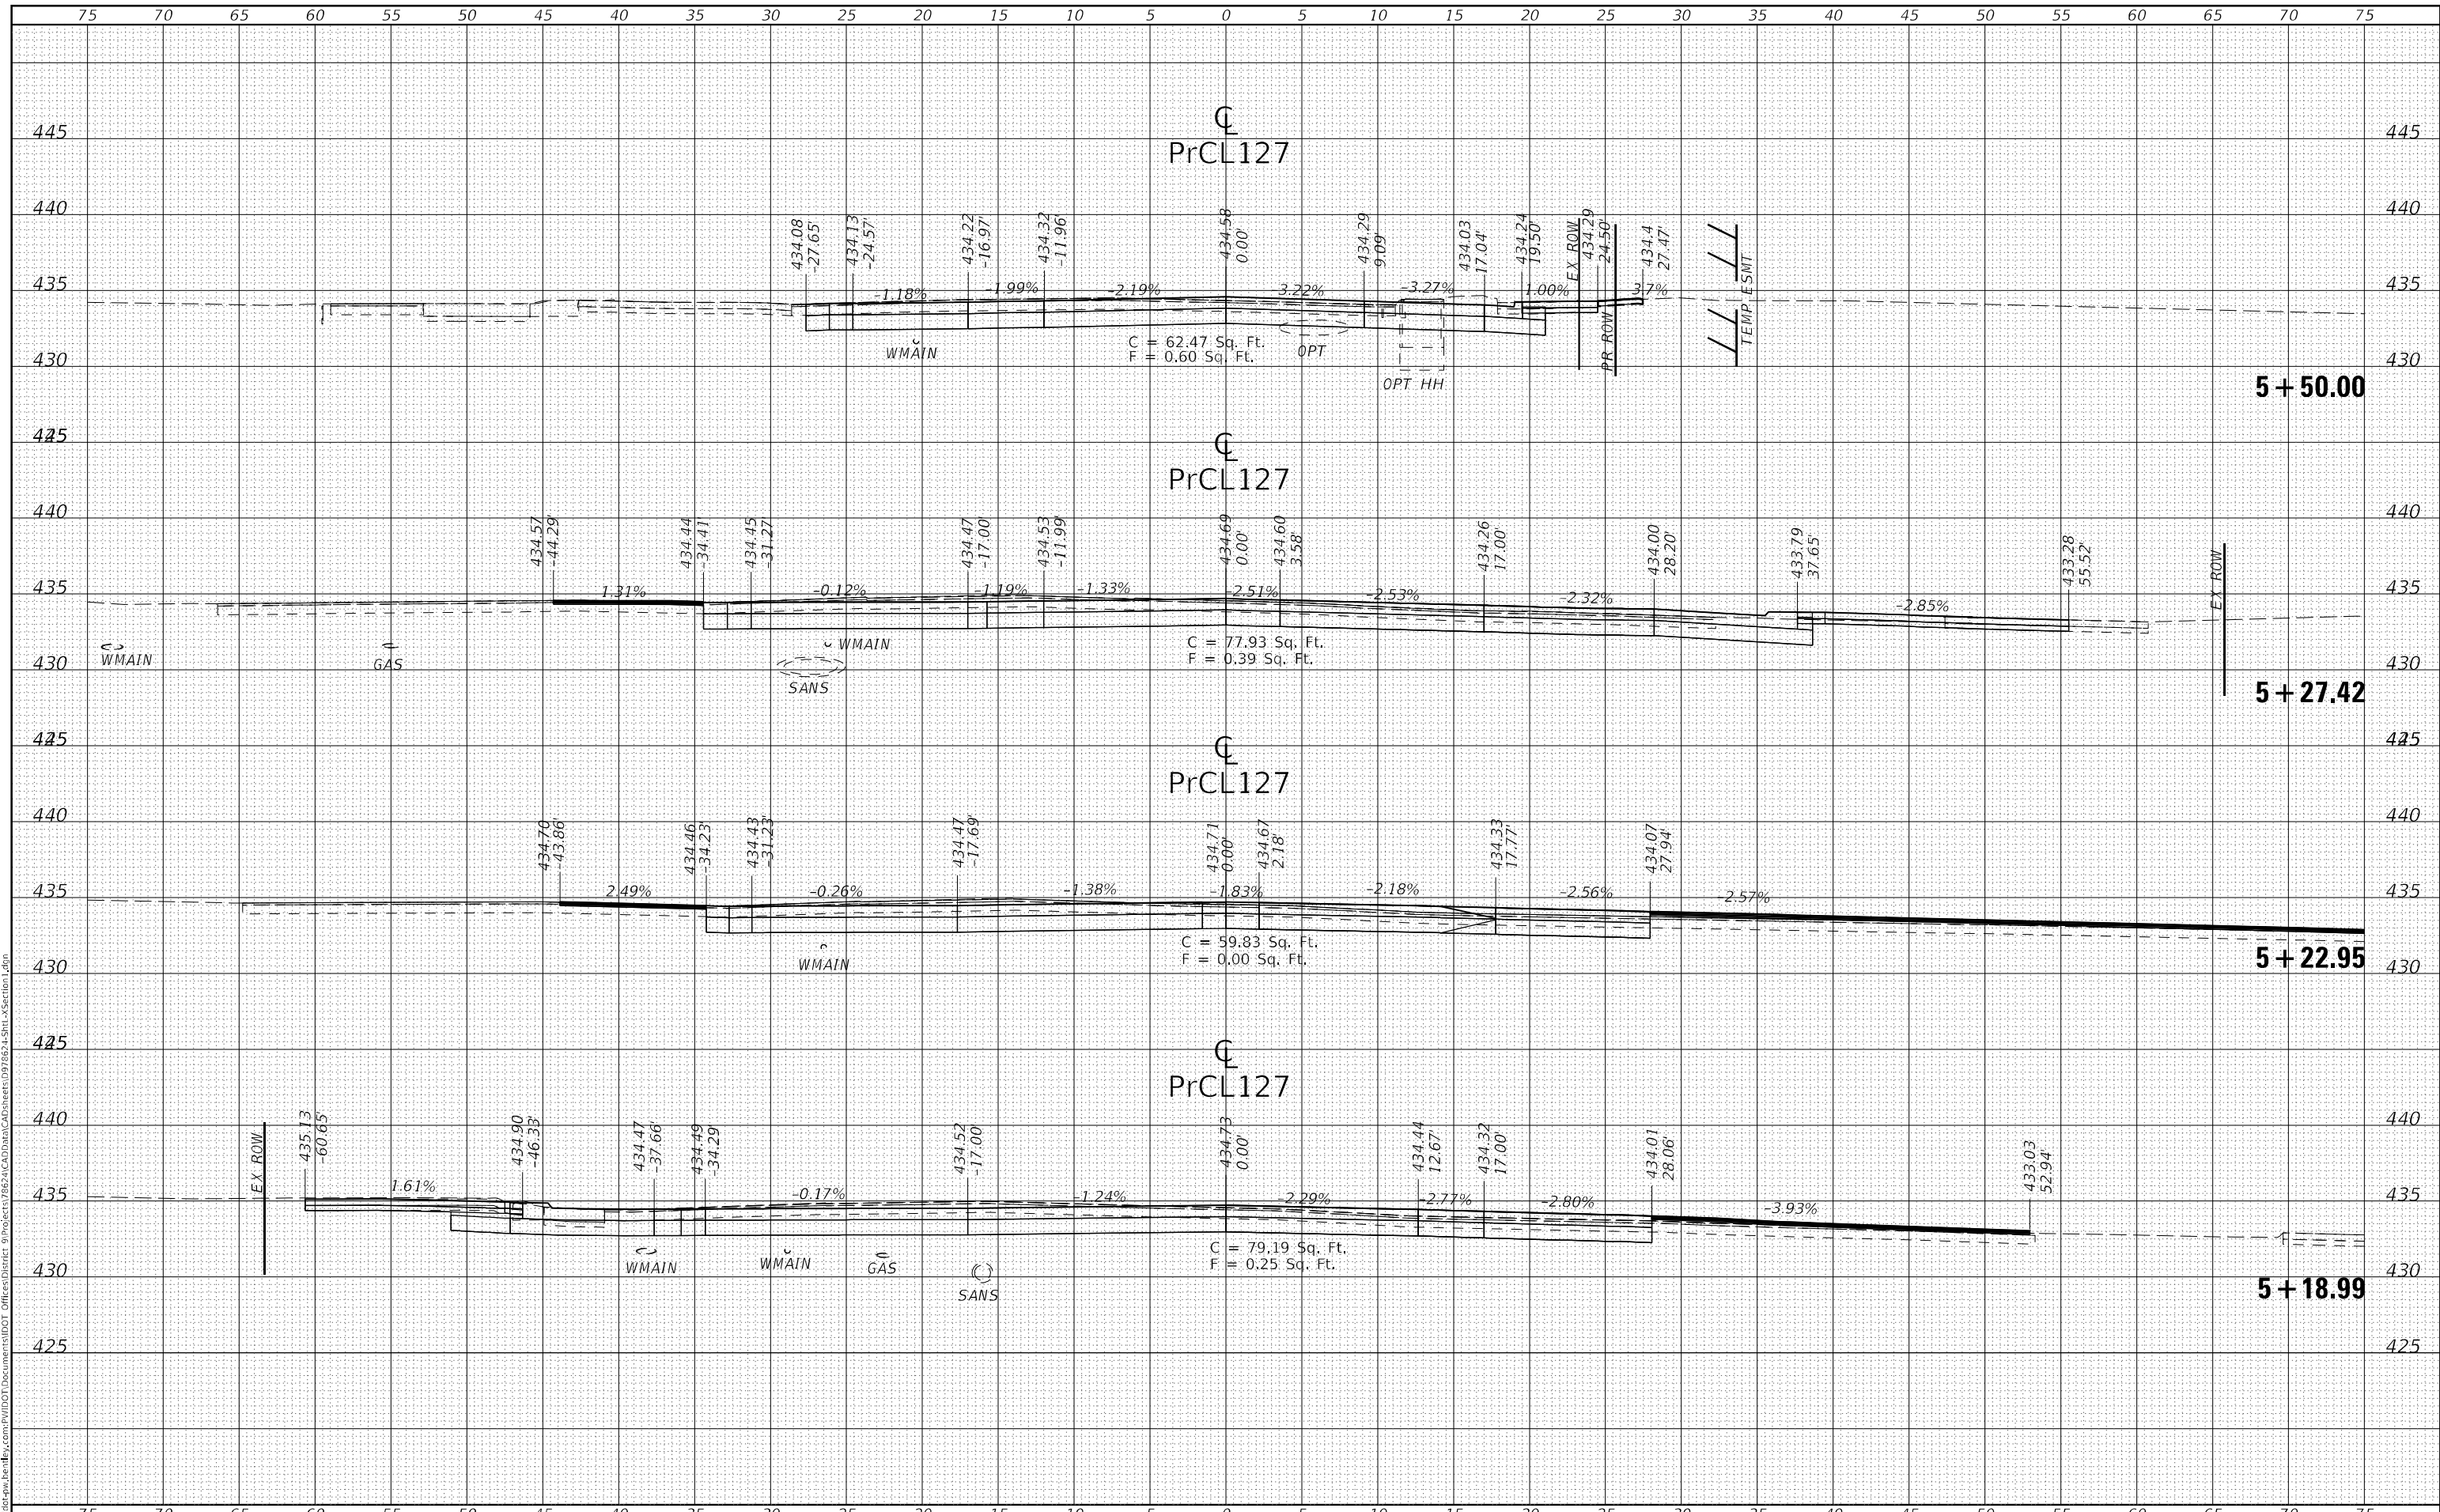 75 70 65 60 55 50 45 40 35 30 25 20 15 10 5 0 5 10 15 20 25 30 35 40 45 50 55 60 65 70 75
℄
PrCL127
445 445
440 440
435 435
430 430
434.08 -27.65'
434.13 -24.57'
434.22 -16.97'
434.32 -11.96'
434.58 0.00'
434.29 9.09'
434.03 17.04'
434.24 19.50'
EX ROW
434.29 24.50'
PR ROW
434.4 27.47'
TEMP ESMT
-1.18% -1.99% -2.19% 3.22% -3.27% 1.00% 3.7%
WMAIN
C = 62.47 Sq. Ft.
F = 0.60 Sq. Ft.
OPT
OPT HH
5+50.00
℄
PrCL127
425 425
440 440
435 435
430 430
434.57 -44.29'
434.44 -34.41'
434.45 -31.27'
434.47 -17.00'
434.53 -11.99'
434.69 0.00'
434.60 3.58'
434.26 17.00'
434.00 28.20'
433.79 37.65'
433.28 55.52'
EX ROW
1.31% -0.12% -1.19% -1.33% -2.51% -2.53% -2.32% -2.85%
WMAIN
GAS
WMAIN
SANS
C = 77.93 Sq. Ft.
F = 0.39 Sq. Ft.
5+27.42
℄
PrCL127
440 440
435 435
430 430
434.70 -43.86'
434.46 -34.23'
434.43 -31.23'
434.47 -17.69'
434.71 0.00'
434.67 2.18'
434.33 17.77'
434.07 27.94'
2.49% -0.26% -1.38% -1.83% -2.18% -2.56% -2.57%
WMAIN
C = 59.83 Sq. Ft.
F = 0.00 Sq. Ft.
5+22.95
℄
PrCL127
440 440
435 435
430 430
425 425
EX ROW
435.13 -60.65'
434.90 -46.33'
434.47 -37.66'
434.49 -34.29'
434.52 -17.00'
434.73 0.00'
434.44 12.67'
434.32 17.00'
434.01 28.06'
433.03 52.94'
1.61% -0.17% -1.24% -2.29% -2.77% -2.80% -3.93%
WMAIN
WMAIN
GAS
SANS
C = 79.19 Sq. Ft.
F = 0.25 Sq. Ft.
5+18.99
75 70 65 60 55 50 45 40 35 30 25 20 15 10 5 0 5 10 15 20 25 30 35 40 45 50 55 60 65 70 75